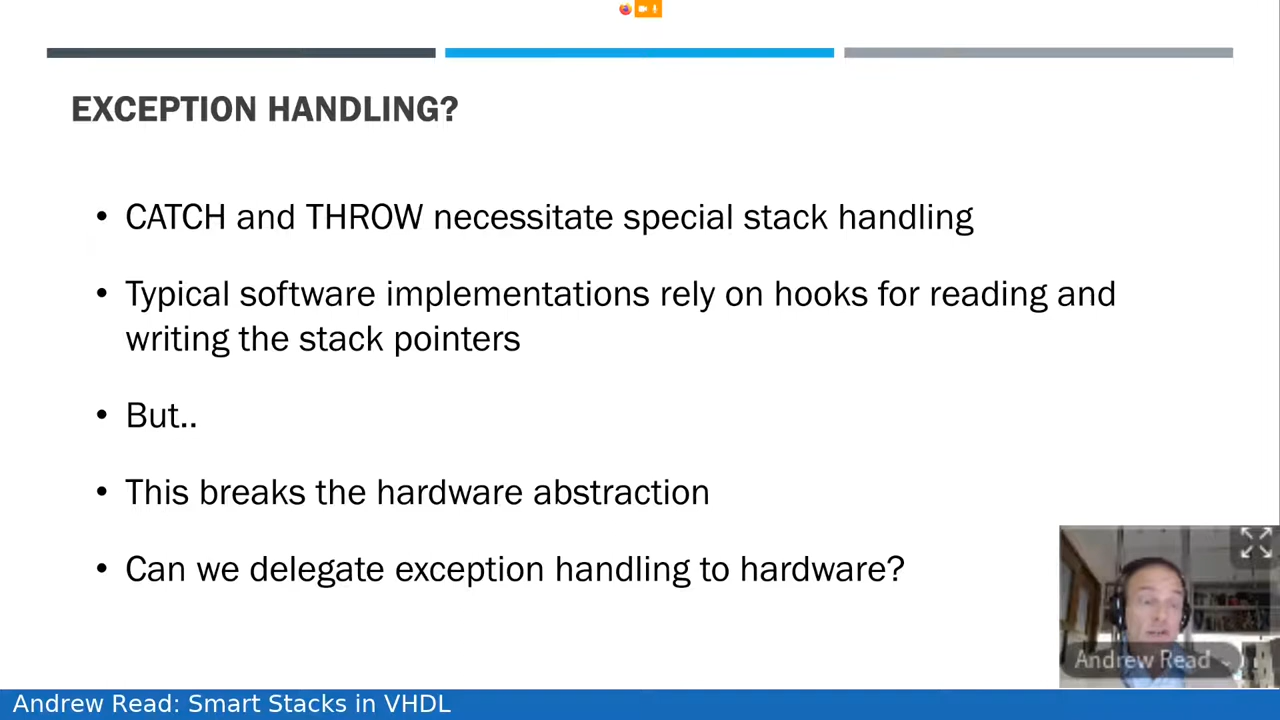 EXCEPTION HANDLING?
• CATCH and THROW necessitate special stack handling
• Typical software implementations rely on hooks for reading and
writing the stack pointers
• But..
• This breaks the hardware abstraction
• Can we delegate exception handling to hardware?
Andrew Read
Andrew Read: Smart Stacks in VHDL